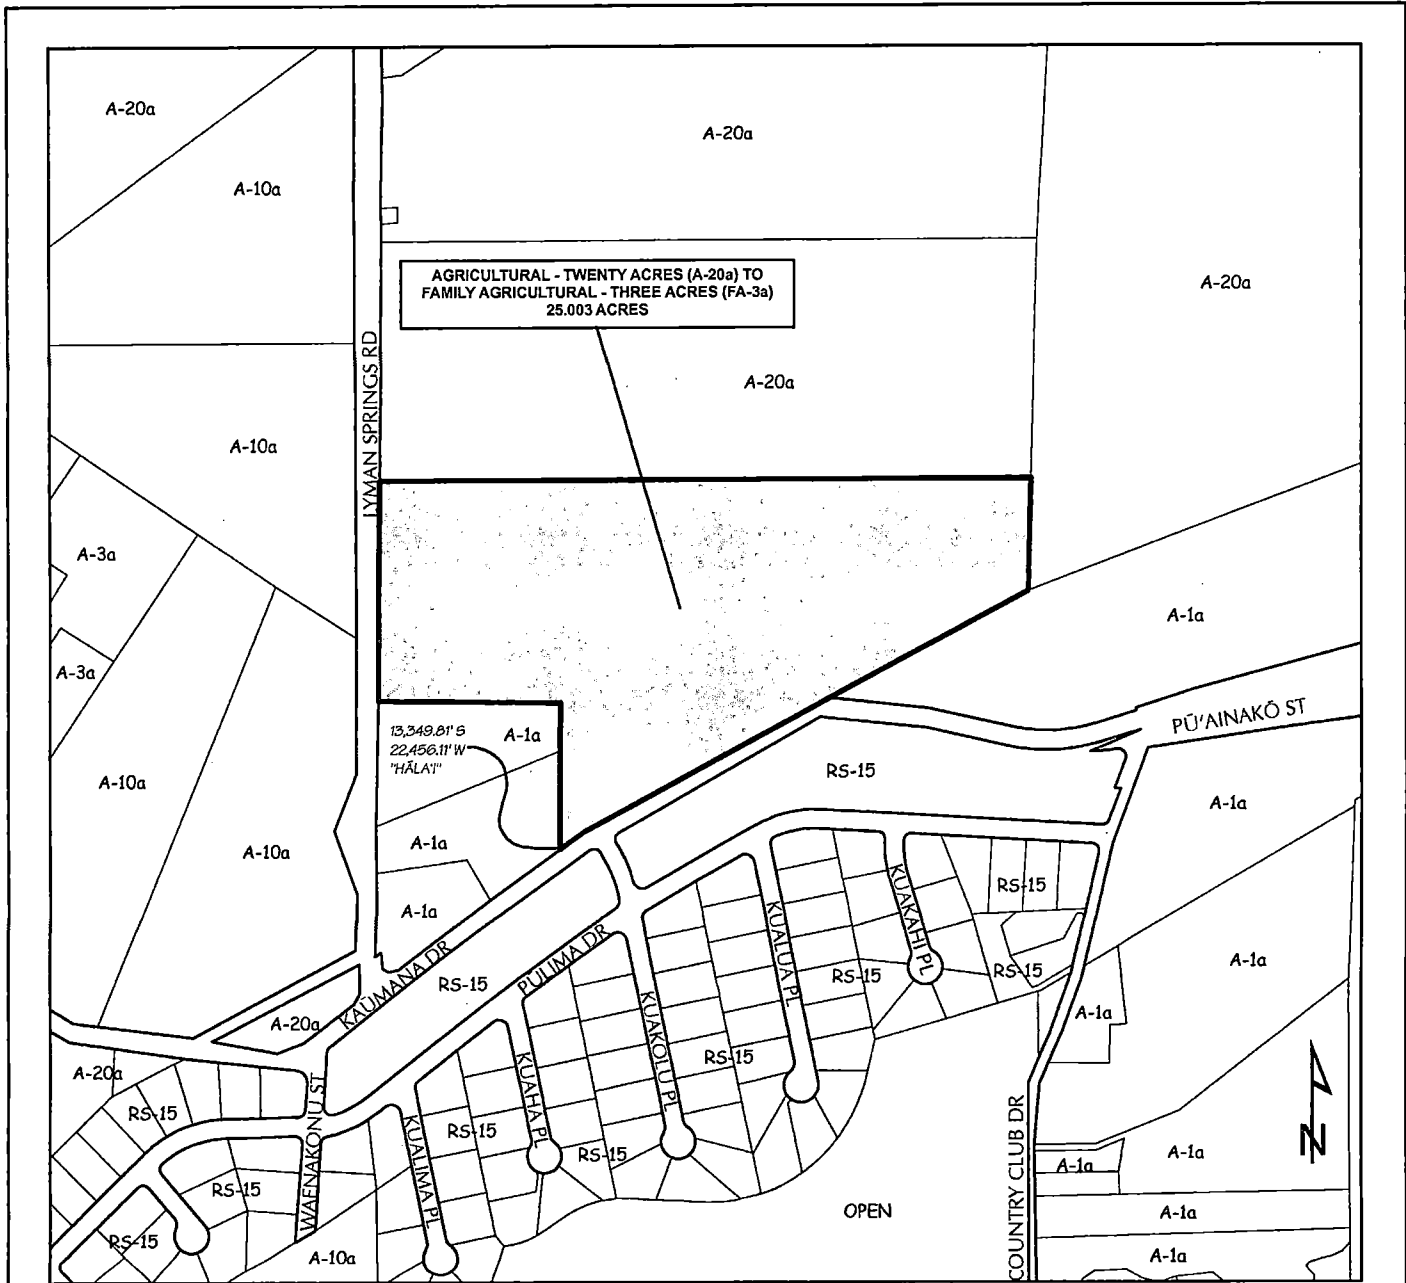 A-20a
A-10a
A-20a
A-20a
AGRICULTURAL - TWENTY ACRES (A-20a) TO
FAMILY AGRICULTURAL - THREE ACRES (FA-3a)
25.003 ACRES
LYMAN SPRINGS RD
A-20a
A-10a
A-3a
A-3a
A-10a
A-10a
A-1a
PŪ'AINAKŌ ST
13,349.81' S
22,456.11' W
"HĀLA'I"
A-1a
A-1a
A-1a
RS-15
A-1a
RS-15
KUAKAHI PL
KUALUA PL
RS-15
RS-15
A-1a
A-1a
KAŪMANA DR
RS-15
PULIMA DR
A-20a
KUAKOLU PL
RS-15
A-20a
RS-15
WAENAKONU ST
KUALIMA PL
RS-15
KUAHA PL
RS-15
RS-15
RS-15
A-10a
OPEN
COUNTRY CLUB DR
A-1a
A-1a
A-1a
A-1a
N